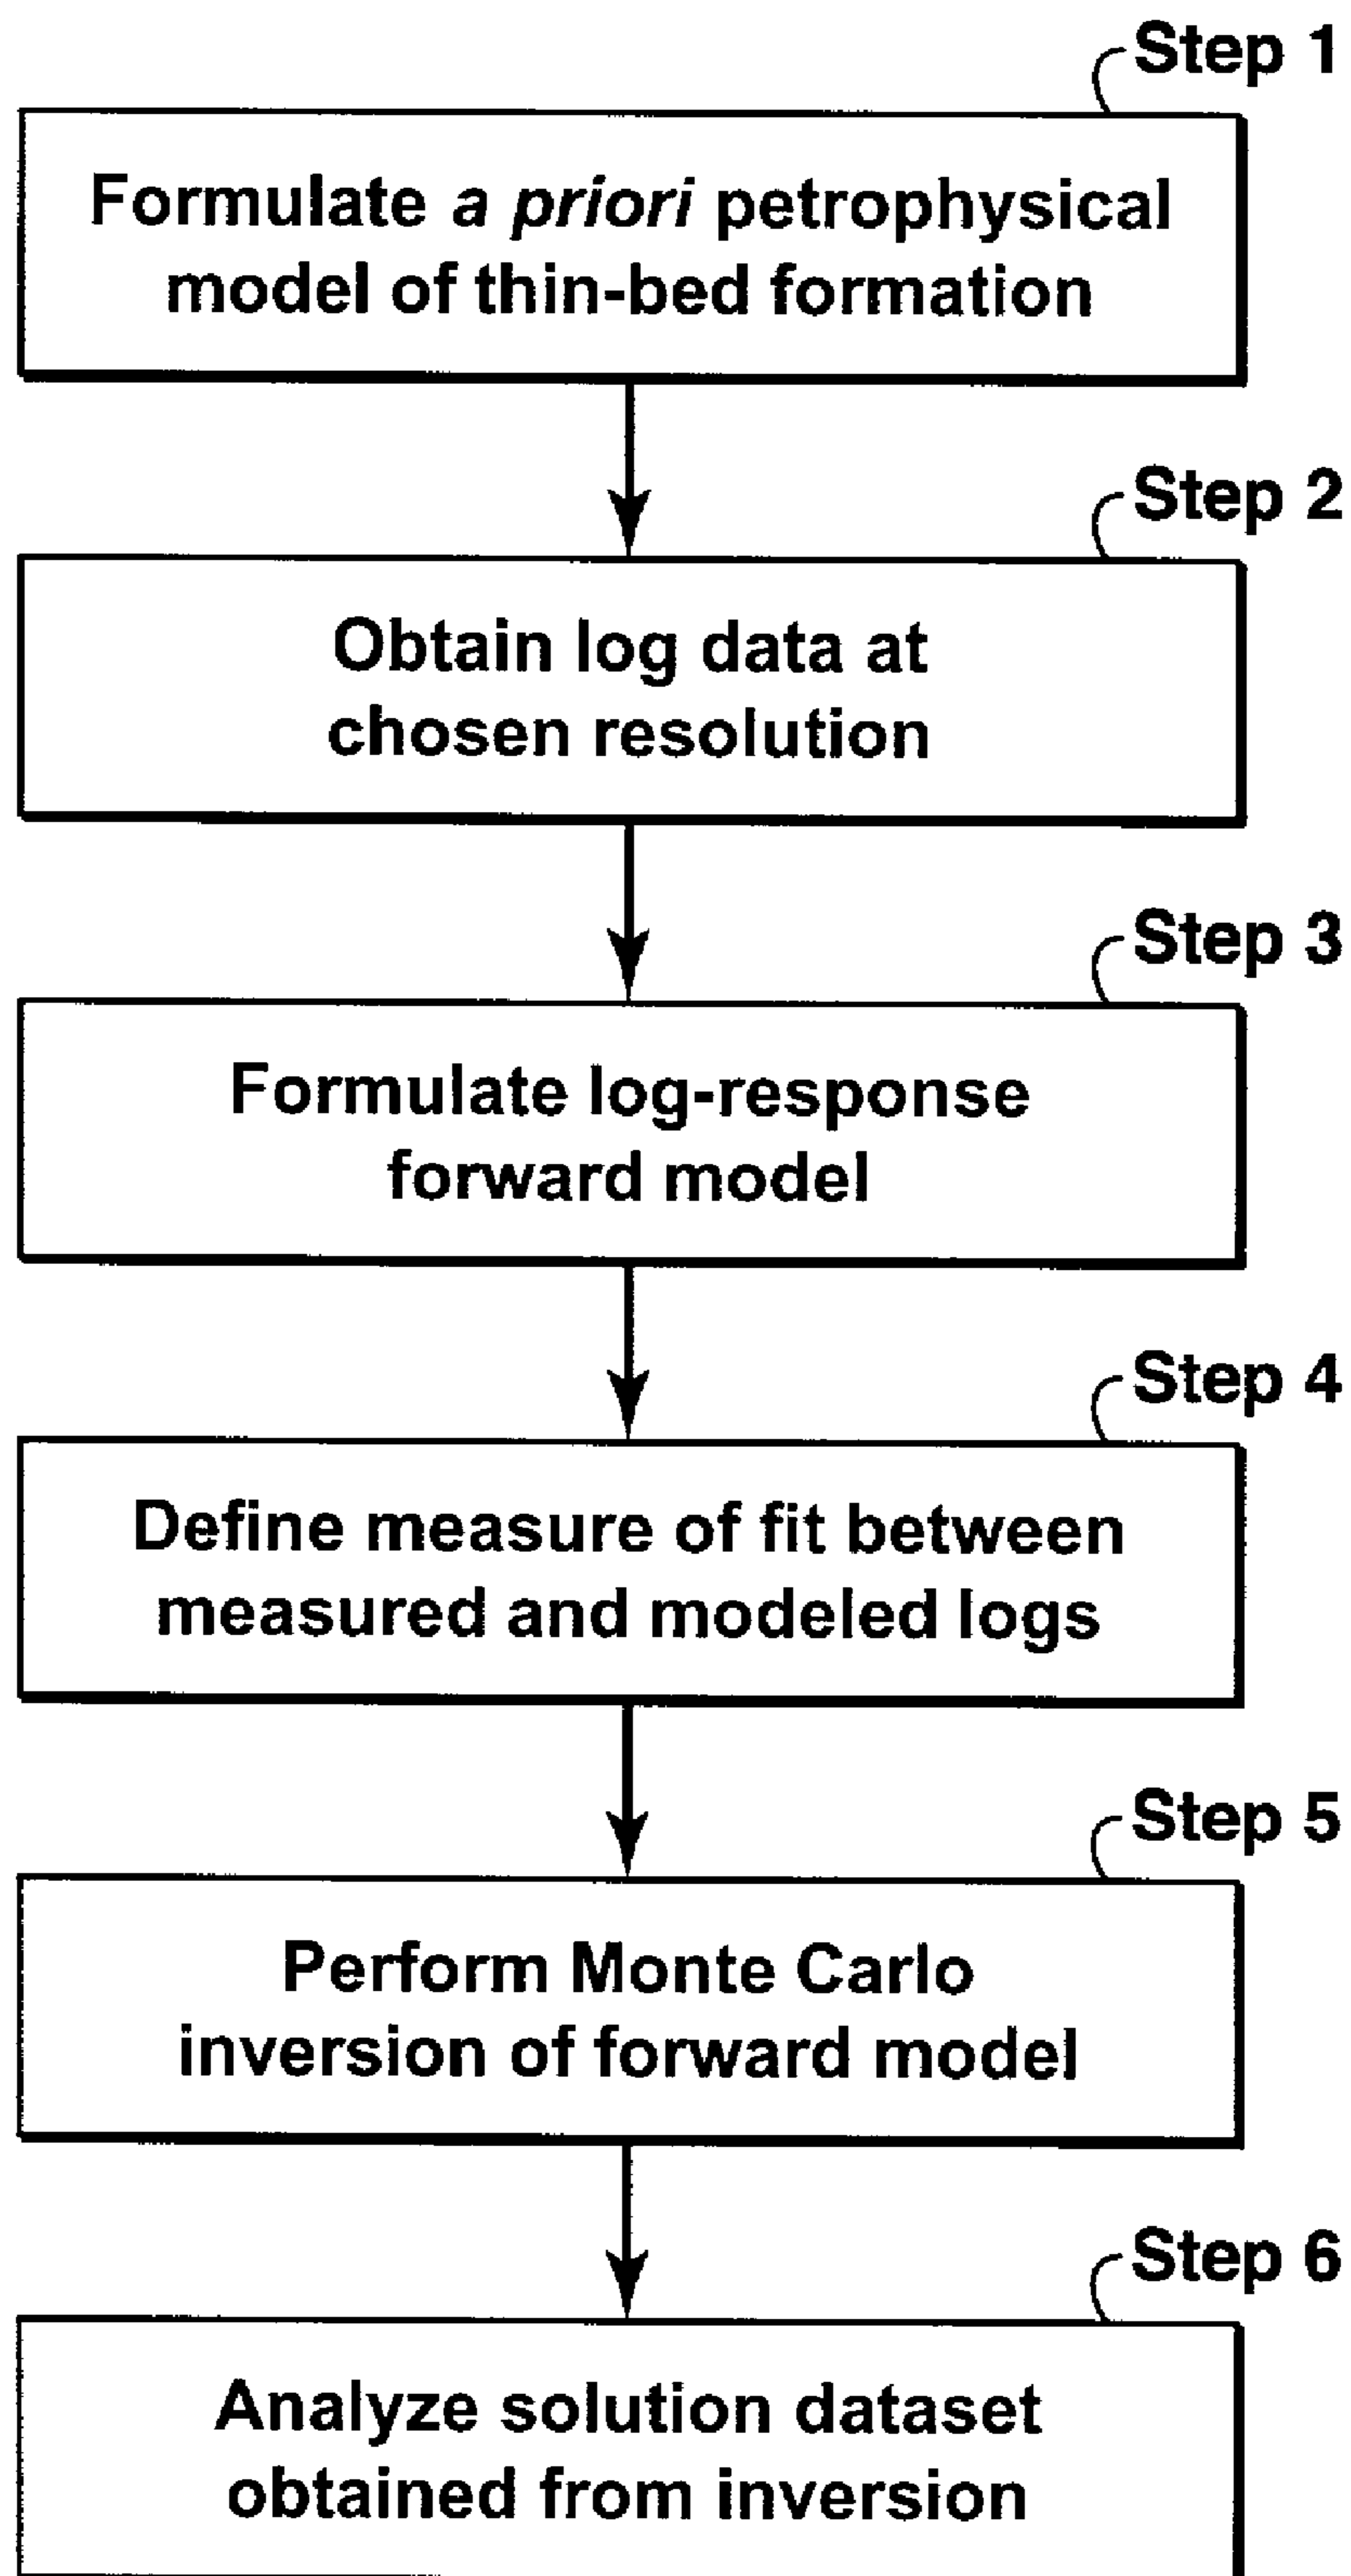 Step 1
Formulate a priori petrophysical
model of thin-bed formation
Step 2
Obtain log data at
chosen resolution
Step 3
Formulate log-response
forward model
Step 4
Define measure of fit between
measured and modeled logs
Step 5
Perform Monte Carlo
inversion of forward model
Step 6
Analyze solution dataset
obtained from inversion